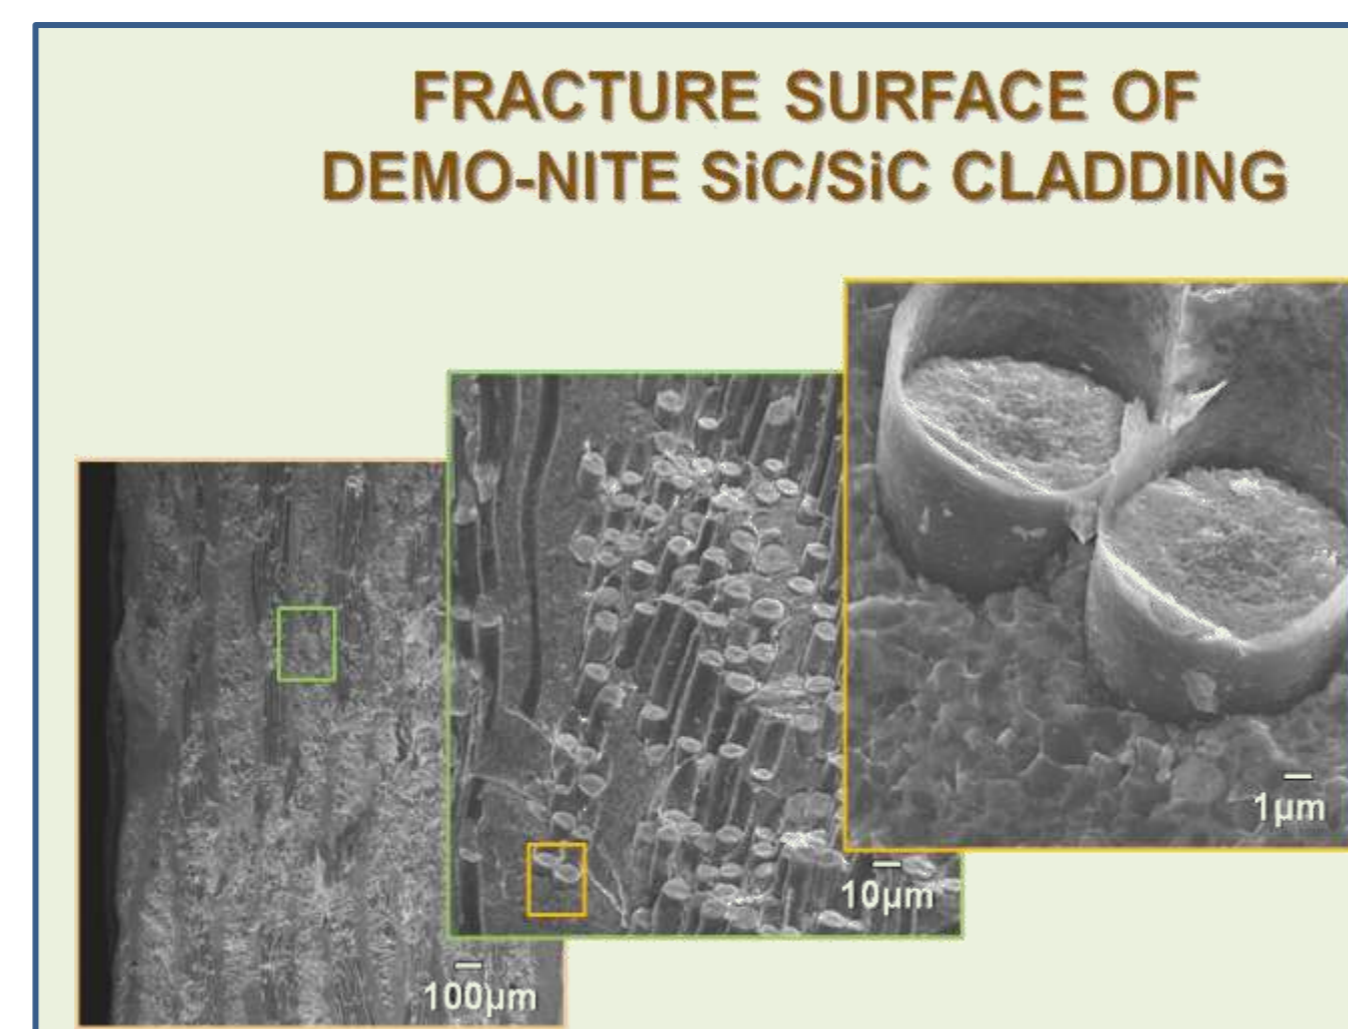 FRACTURE SURFACE OF
DEMO-NITE SiC/SiC CLADDING
1µm
10µm
100µm